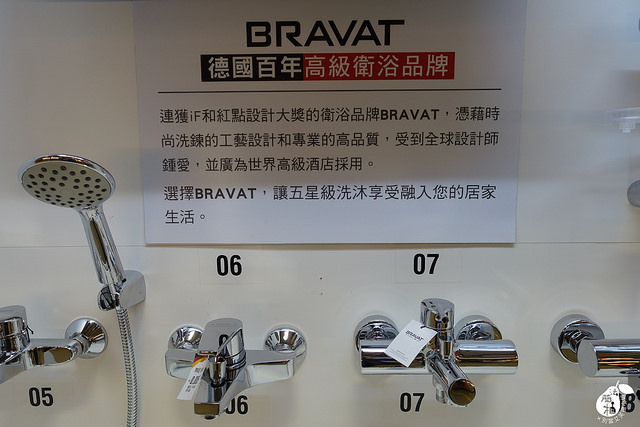 BRAVAT
德國百年高級衛浴品牌
連獲iF和紅點設計大獎的衛浴品牌BRAVAT，憑藉時
尚洗鍊的工藝設計和專業的高品質，受到全球設計師
鍾愛，並廣為世界高級酒店採用。
選擇BRAVAT，讓五星級洗沐享受融入您的居家
生活。
06
07
BRAVAT
05
06
07